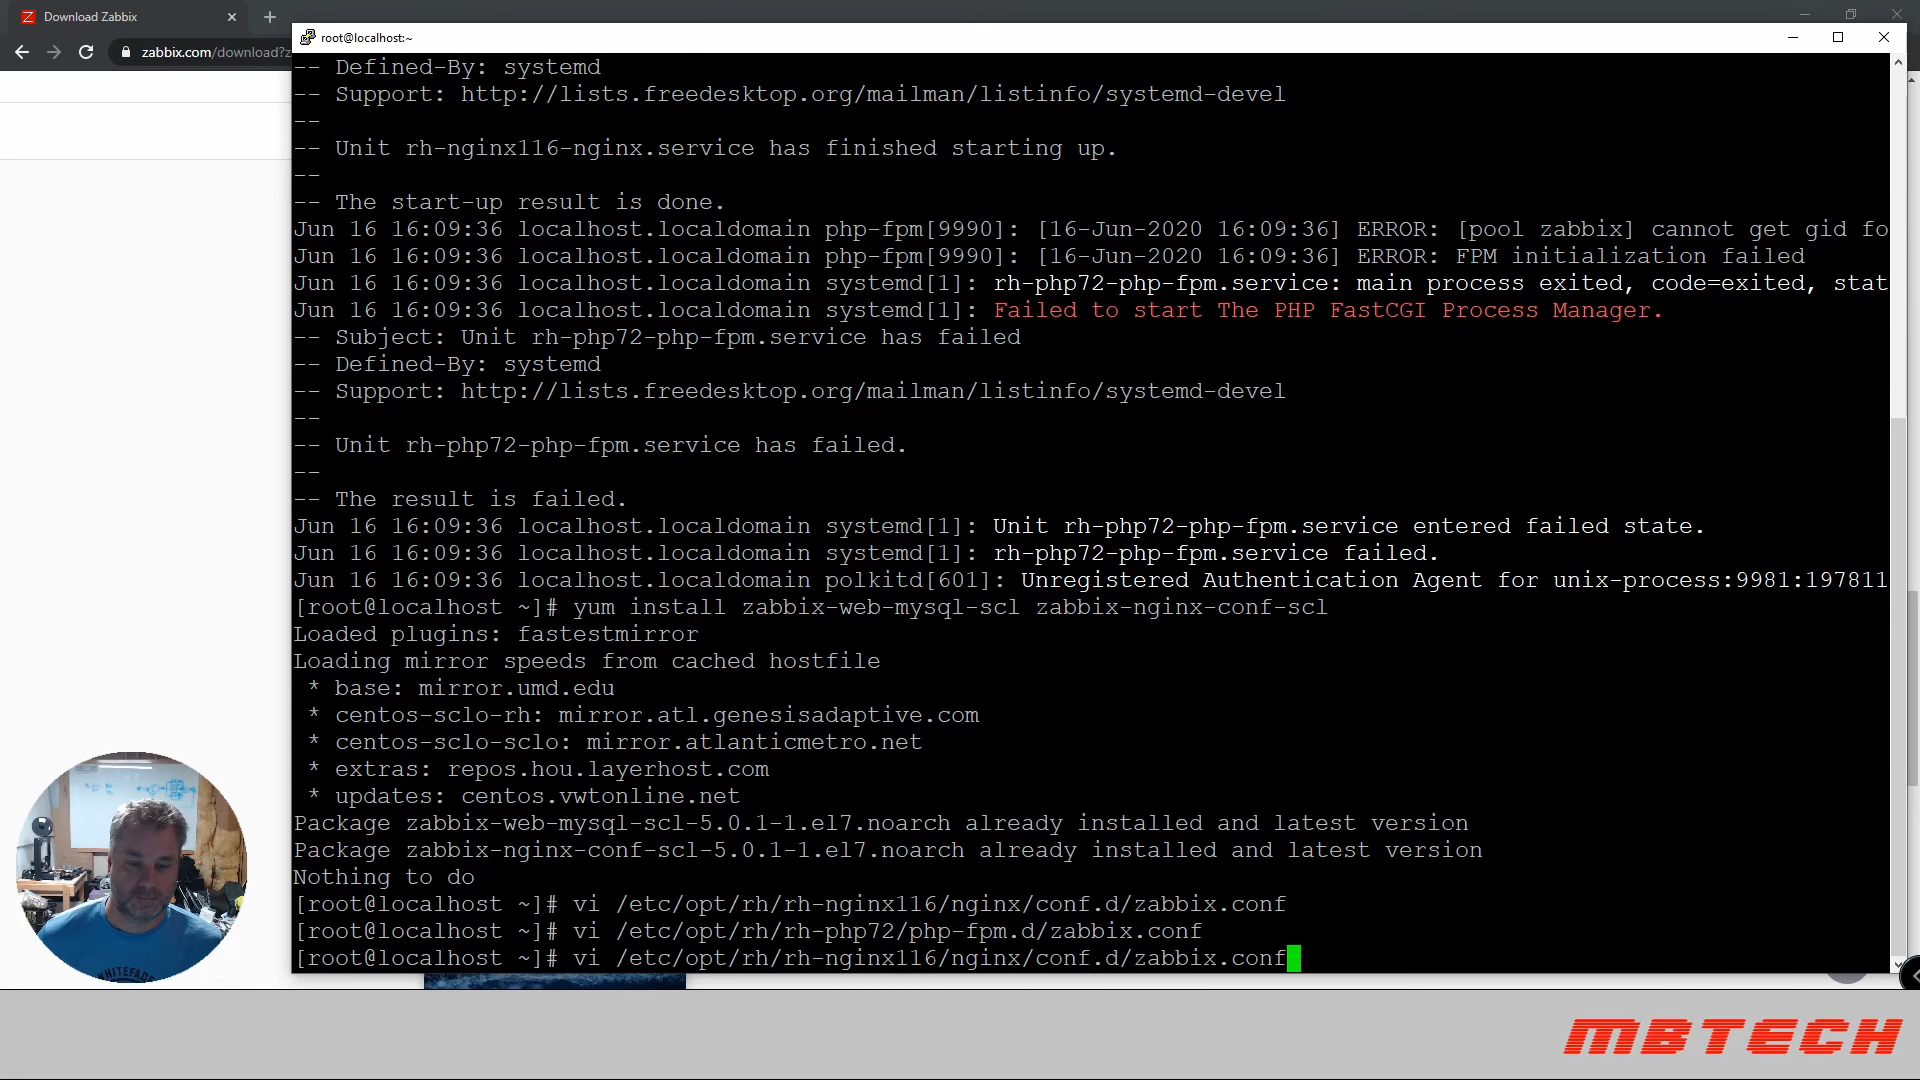 Download Zabbix
zabbix.com/download?z
root@localhost:~
-- Defined-By: systemd
-- Support: http://lists.freedesktop.org/mailman/listinfo/systemd-devel
--
-- Unit rh-nginx116-nginx.service has finished starting up.
--
-- The start-up result is done.
Jun 16 16:09:36 localhost.localdomain php-fpm[9990]: [16-Jun-2020 16:09:36] ERROR: [pool zabbix] cannot get gid fo
Jun 16 16:09:36 localhost.localdomain php-fpm[9990]: [16-Jun-2020 16:09:36] ERROR: FPM initialization failed
Jun 16 16:09:36 localhost.localdomain systemd[1]: rh-php72-php-fpm.service: main process exited, code=exited, stat
Jun 16 16:09:36 localhost.localdomain systemd[1]: Failed to start The PHP FastCGI Process Manager.
-- Subject: Unit rh-php72-php-fpm.service has failed
-- Defined-By: systemd
-- Support: http://lists.freedesktop.org/mailman/listinfo/systemd-devel
--
-- Unit rh-php72-php-fpm.service has failed.
--
-- The result is failed.
Jun 16 16:09:36 localhost.localdomain systemd[1]: Unit rh-php72-php-fpm.service entered failed state.
Jun 16 16:09:36 localhost.localdomain systemd[1]: rh-php72-php-fpm.service failed.
Jun 16 16:09:36 localhost.localdomain polkitd[601]: Unregistered Authentication Agent for unix-process:9981:197811
[root@localhost ~]# yum install zabbix-web-mysql-scl zabbix-nginx-conf-scl
Loaded plugins: fastestmirror
Loading mirror speeds from cached hostfile
* base: mirror.umd.edu
* centos-sclo-rh: mirror.atl.genesisadaptive.com
* centos-sclo-sclo: mirror.atlanticmetro.net
* extras: repos.hou.layerhost.com
* updates: centos.vwtonline.net
Package zabbix-web-mysql-scl-5.0.1-1.el7.noarch already installed and latest version
Package zabbix-nginx-conf-scl-5.0.1-1.el7.noarch already installed and latest version
Nothing to do
[root@localhost ~]# vi /etc/opt/rh/rh-nginx116/nginx/conf.d/zabbix.conf
[root@localhost ~]# vi /etc/opt/rh/rh-php72/php-fpm.d/zabbix.conf
[root@localhost ~]# vi /etc/opt/rh/rh-nginx116/nginx/conf.d/zabbix.conf
MBTECH